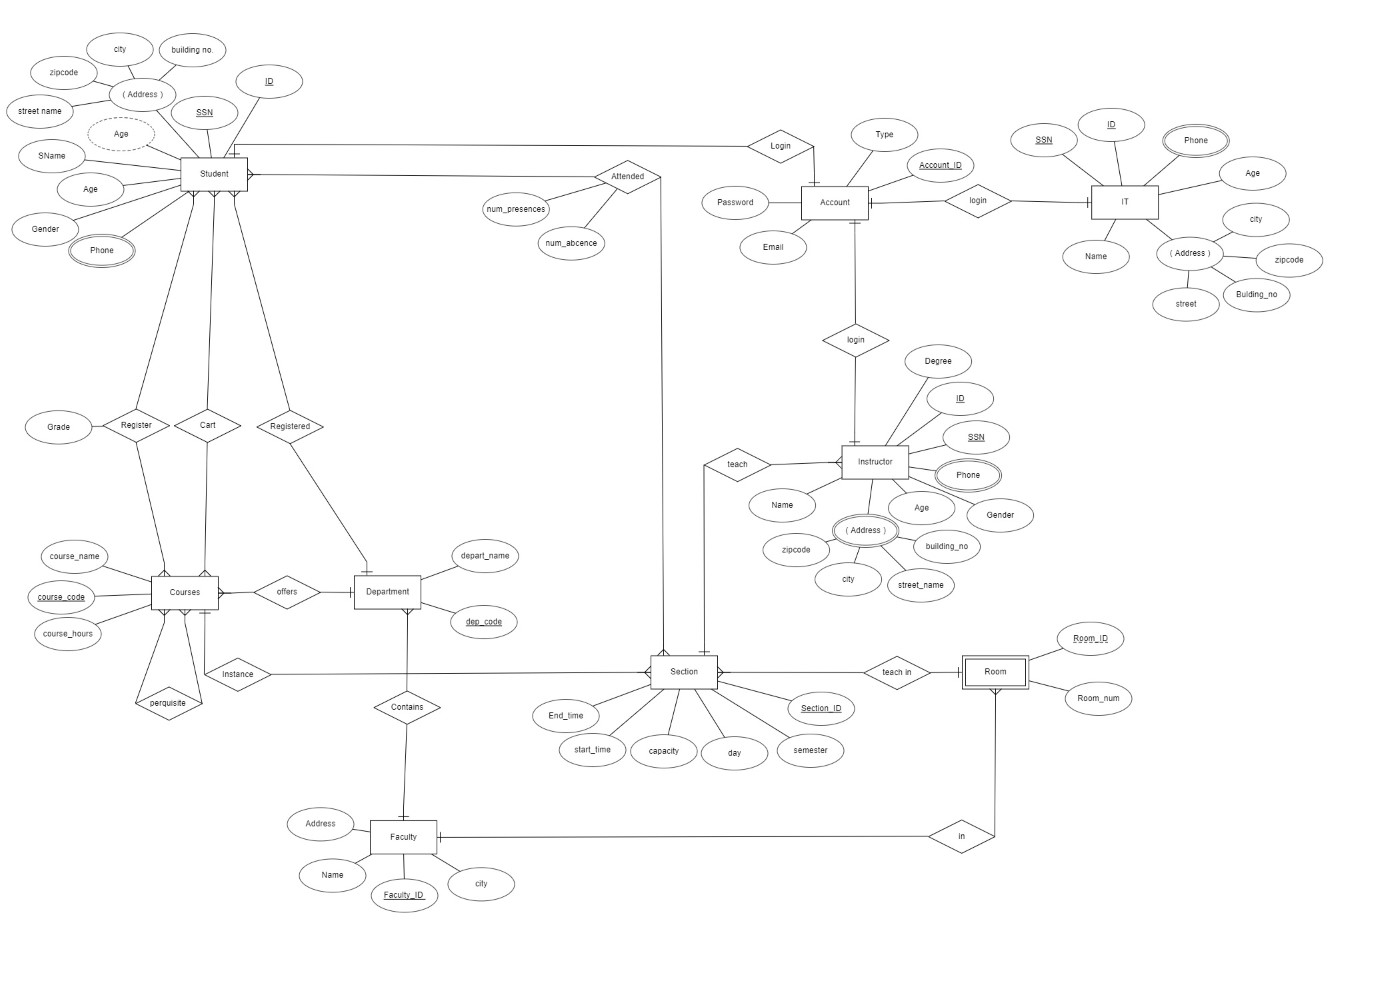 city
building no.
zipcode
( Address )
ID
street name
SSN
Age
SName
Student
Age
Gender
Phone
Login
Attended
num_presences
num_abcence
Type
Account_ID
Password
Account
Email
login
SSN
ID
Phone
Age
IT
city
Name
( Address )
zipcode
street
Bulding_no
login
Degree
ID
SSN
teach
Instructor
Phone
Name
Age
Gender
( Address )
zipcode
building_no
city
street_name
Grade
Register
Cart
Registered
course_name
course_code
Courses
course_hours
offers
Department
depart_name
dep_code
perquisite
Instance
Contains
Section
teach in
Room
Room_ID
Room_num
End_time
start_time
capacity
day
semester
Section_ID
Address
Faculty
Name
Faculty_ID
city
in